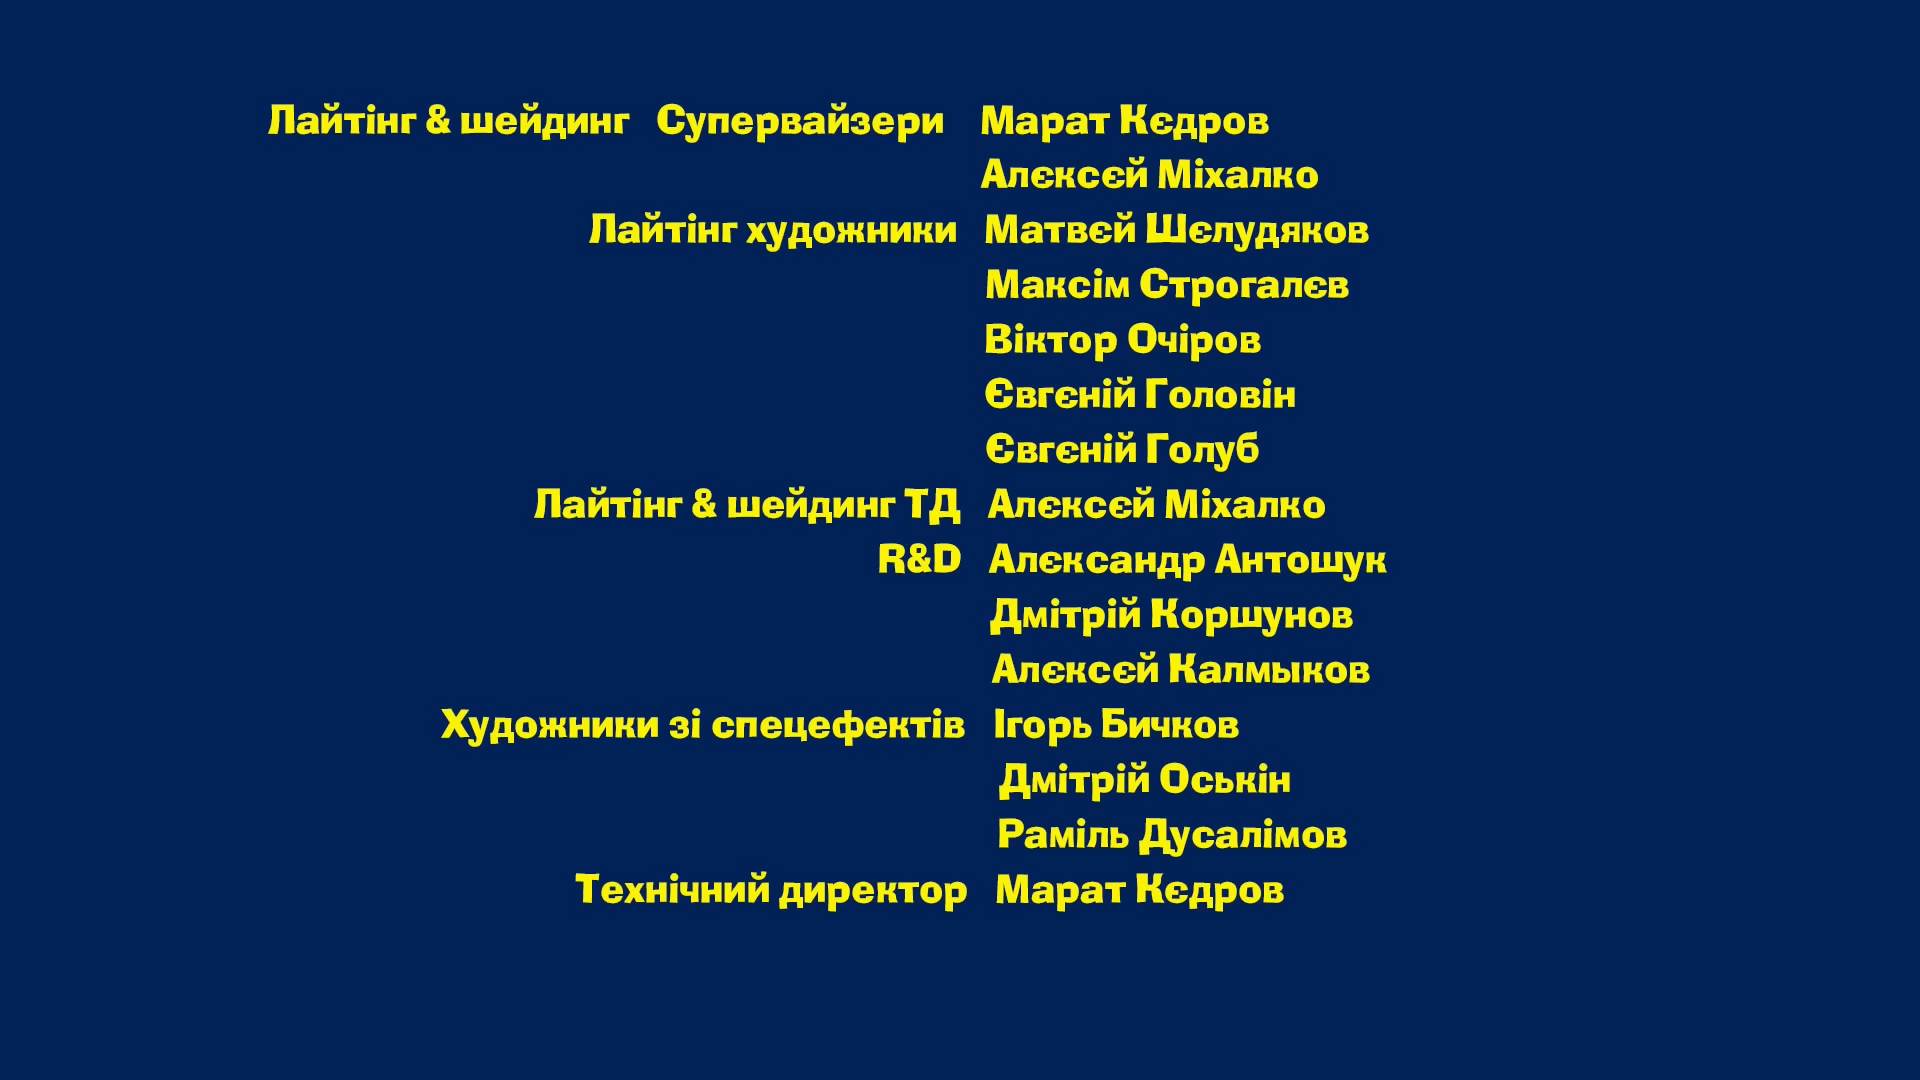 Лайтінг & шейдинг Супервайзери Марат Кєдров
Алєксєй Міхалко
Лайтінг художники Матвєй Шєлудяков
Максім Строгалєв
Віктор Очіров
Євгєній Головін
Євгєній Голуб
Лайтінг & шейдинг ТД Алєксєй Міхалко
R&D Алєксандр Антошук
Дмітрій Коршунов
Алєксєй Калмыков
Художники зі спецефектів Ігорь Бичков
Дмітрій Оськін
Раміль Дусалімов
Технічний директор Марат Кєдров